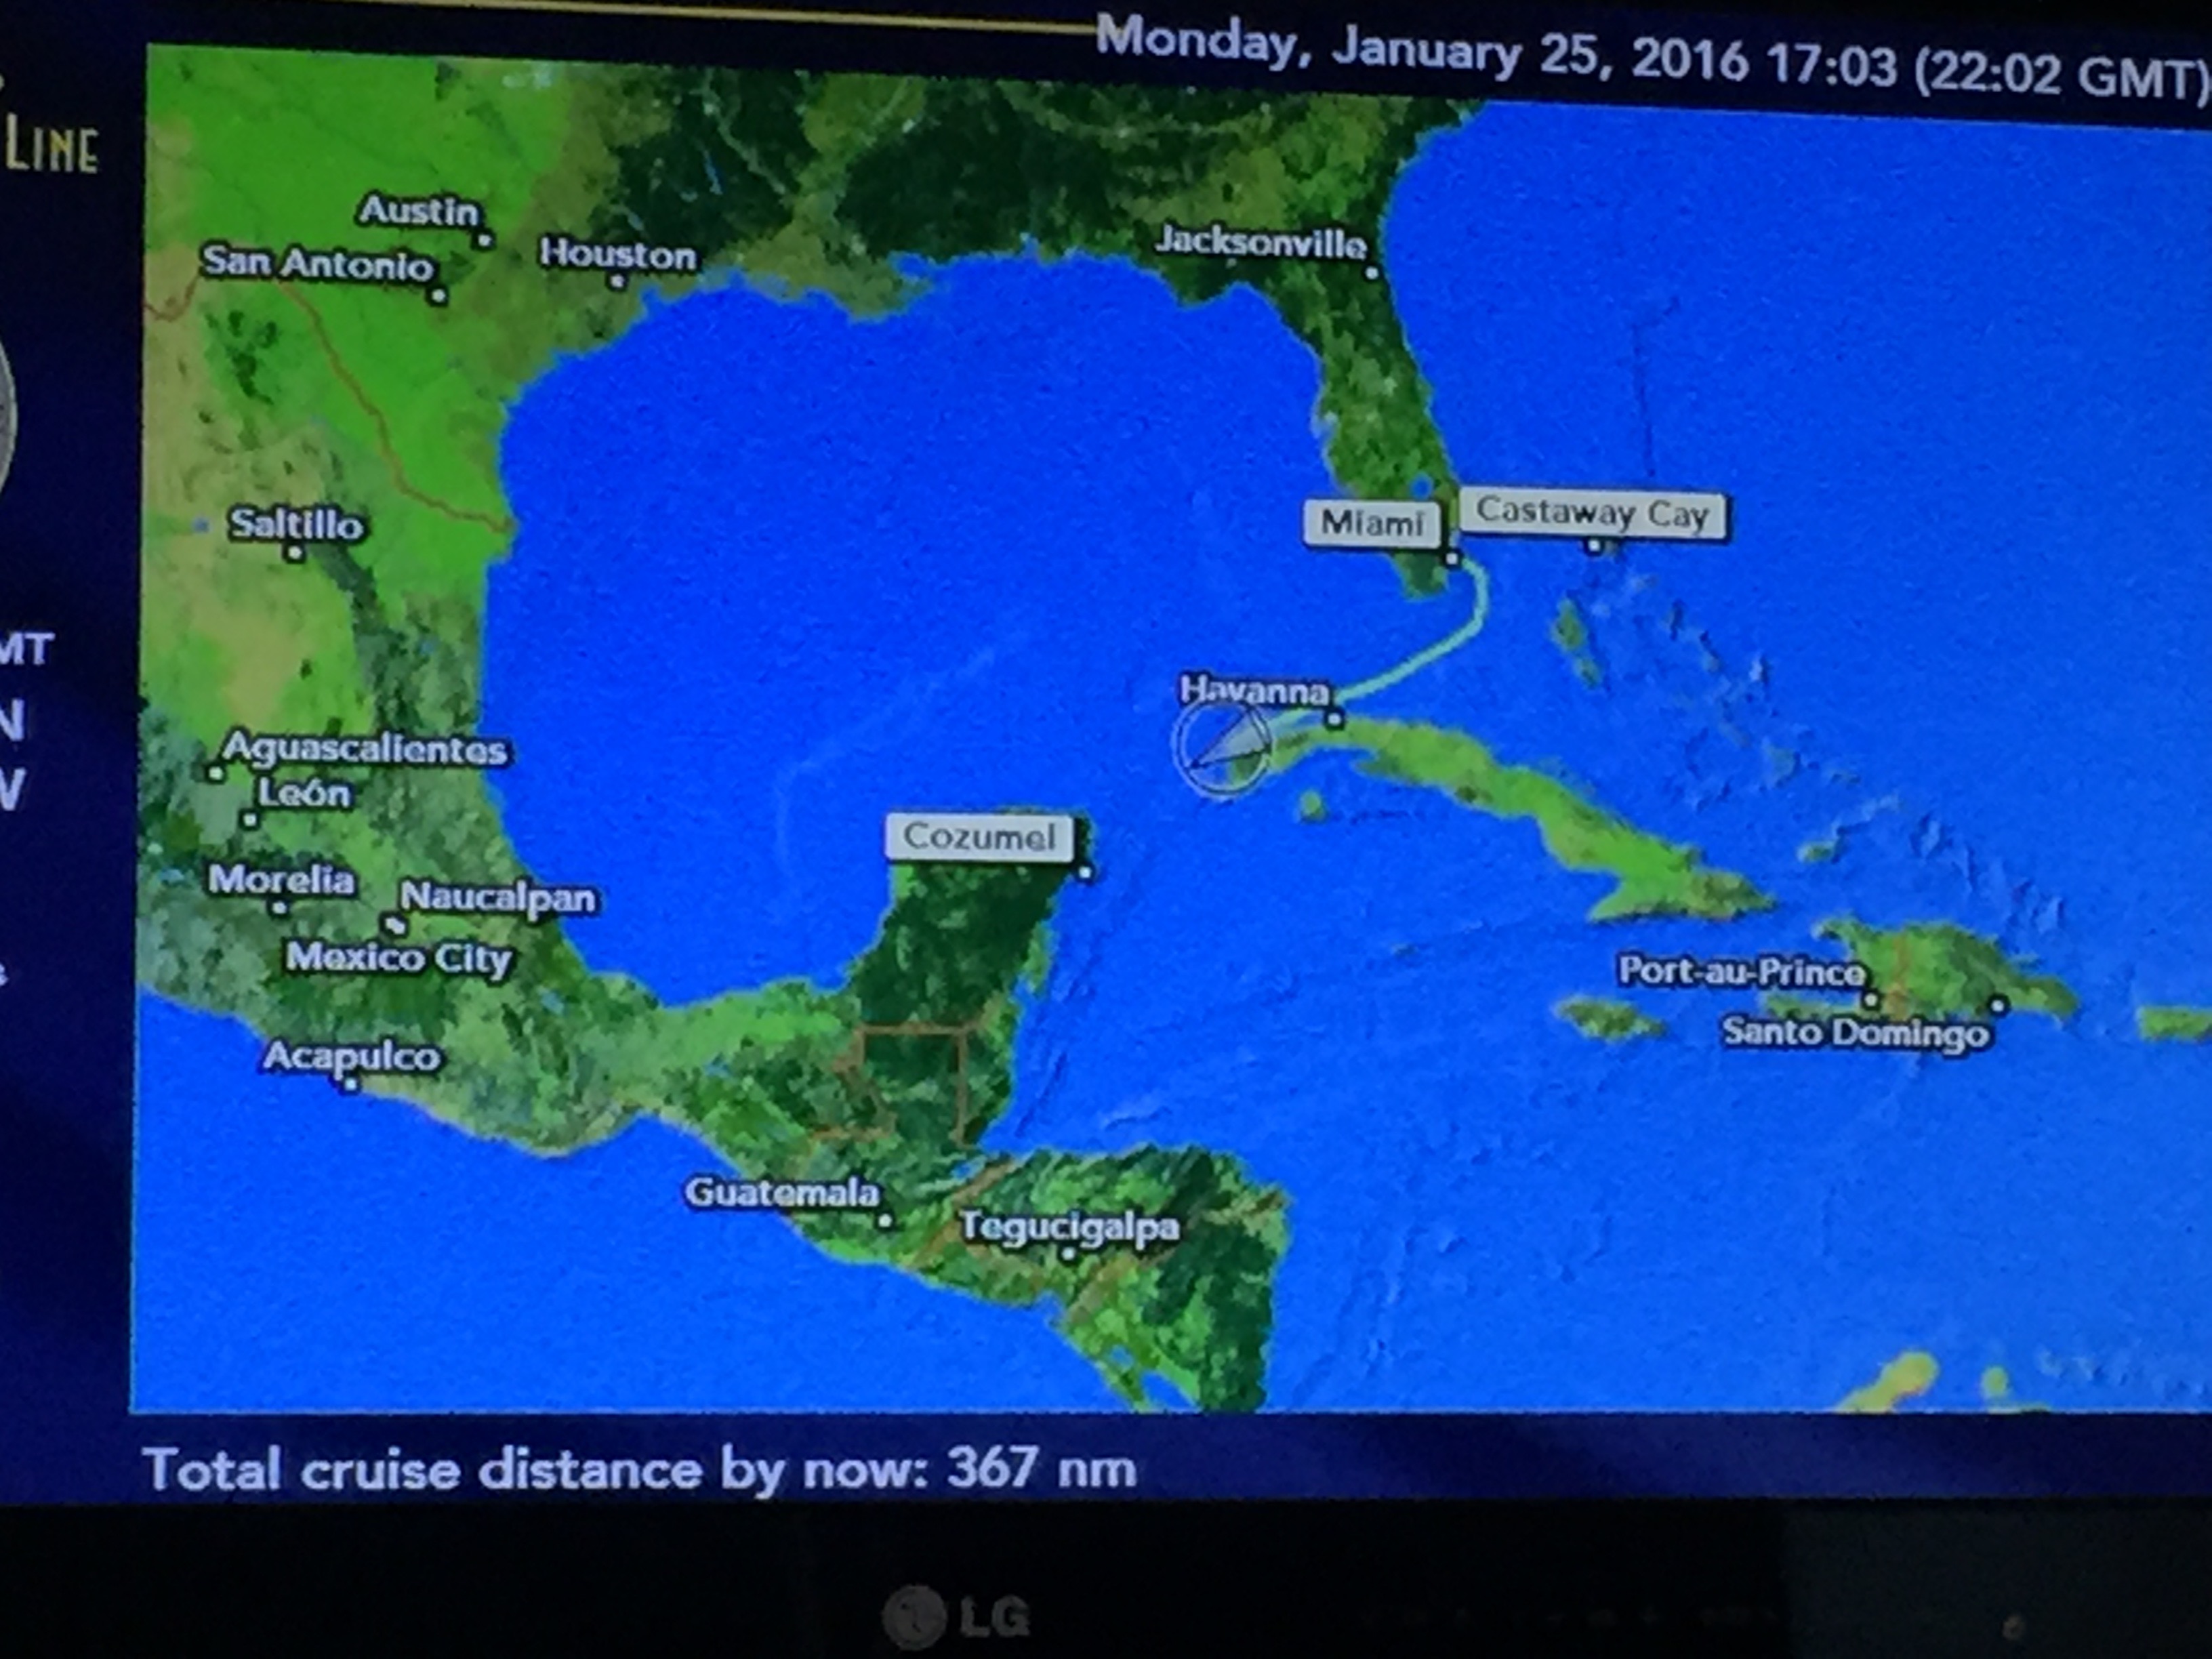 Monday, January 25, 2016 17:03 (22:02 GMT)
LINE
Austin
San Antonio
Houston
Jacksonville
Saltillo
Miami
Castaway Cay
MT
N
Havanna
W
Aguascalientes
León
Cozumel
Morelia
Naucalpan
Mexico City
Port-au-Prince
Santo Domingo
Acapulco
Guatemala
Tegucigalpa
Total cruise distance by now: 367 nm
LG